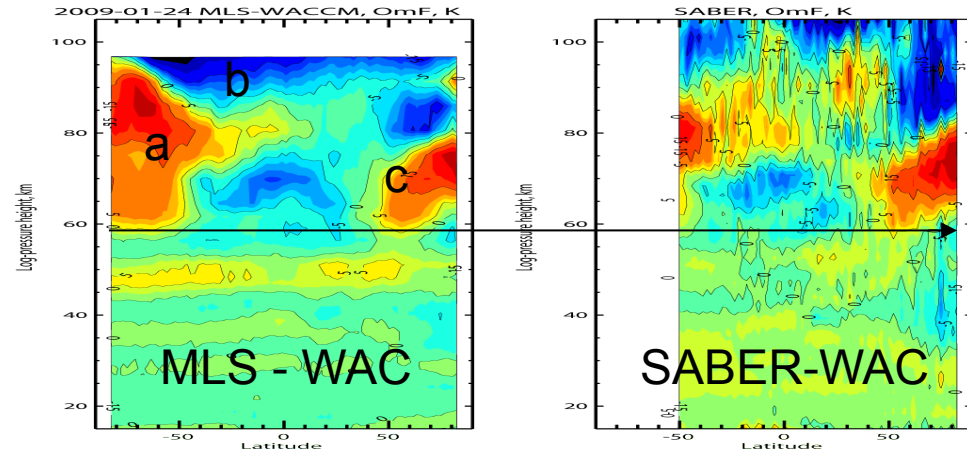 2009-01-24 MLS-WACCM, OmF, K
SABER, OmF, K
100
80
60
40
20
Log-pressure height, km
-50
0
50
Latitude
a
b
c
MLS - WAC
100
80
60
40
20
Log-pressure height, km
-50
0
50
Latitude
SABER-WAC